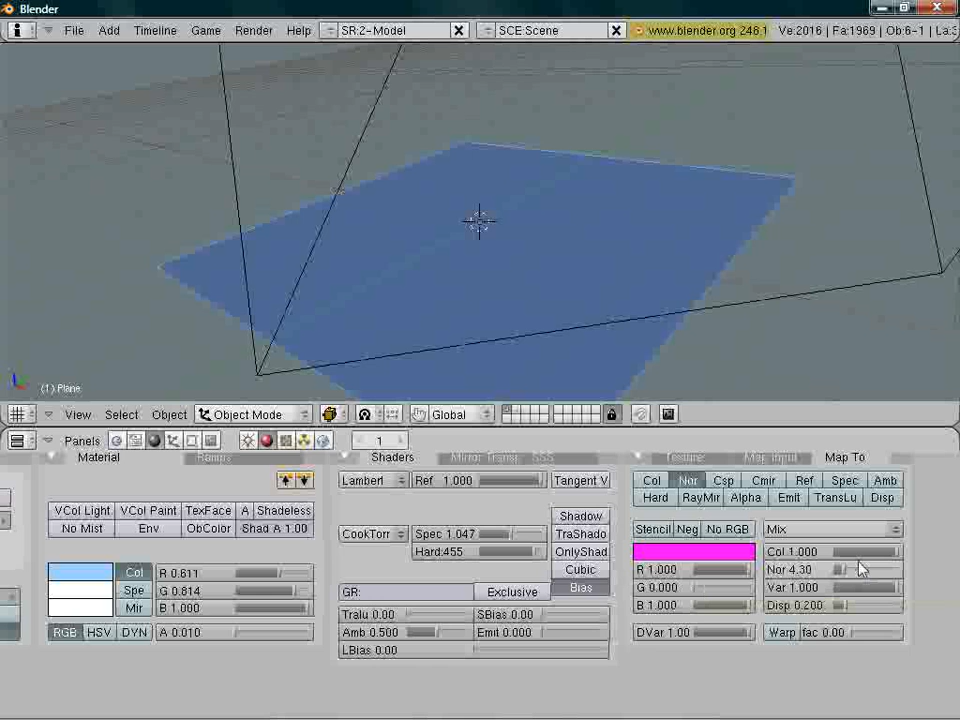 Blender
File Add Timeline Game Render Help SR:2-Model SCE:Scene www.blender.org 248.1 Ve:2016 | Fa:1969 | Ob:6-1 | La:3
(1) Plane
View Select Object Object Mode Global
Panels 1
Material Ramps Shaders Mirror Transp SSS Texture Map Input Map To
VCol Light VCol Paint TexFace A Shadeless
No Mist Env ObColor Shad A 1.00
Col R 0.611
Spe G 0.814
Mir B 1.000
RGB HSV DYN A 0.010
Lambert Ref 1.000 Tangent V
Shadow
CookTorr Spec 1.047 TraShado
Hard:455 OnlyShad
Cubic
GR: Exclusive Bias
Tralu 0.00 SBias 0.00
Amb 0.500 Emit 0.000
LBias 0.00
Col Nor Csp Cmir Ref Spec Amb
Hard RayMir Alpha Emit TransLu Disp
Stencil Neg No RGB Mix
Col 1.000
R 1.000 Nor 4.30
G 0.000 Var 1.000
B 1.000 Disp 0.200
DVar 1.00 Warp fac 0.00